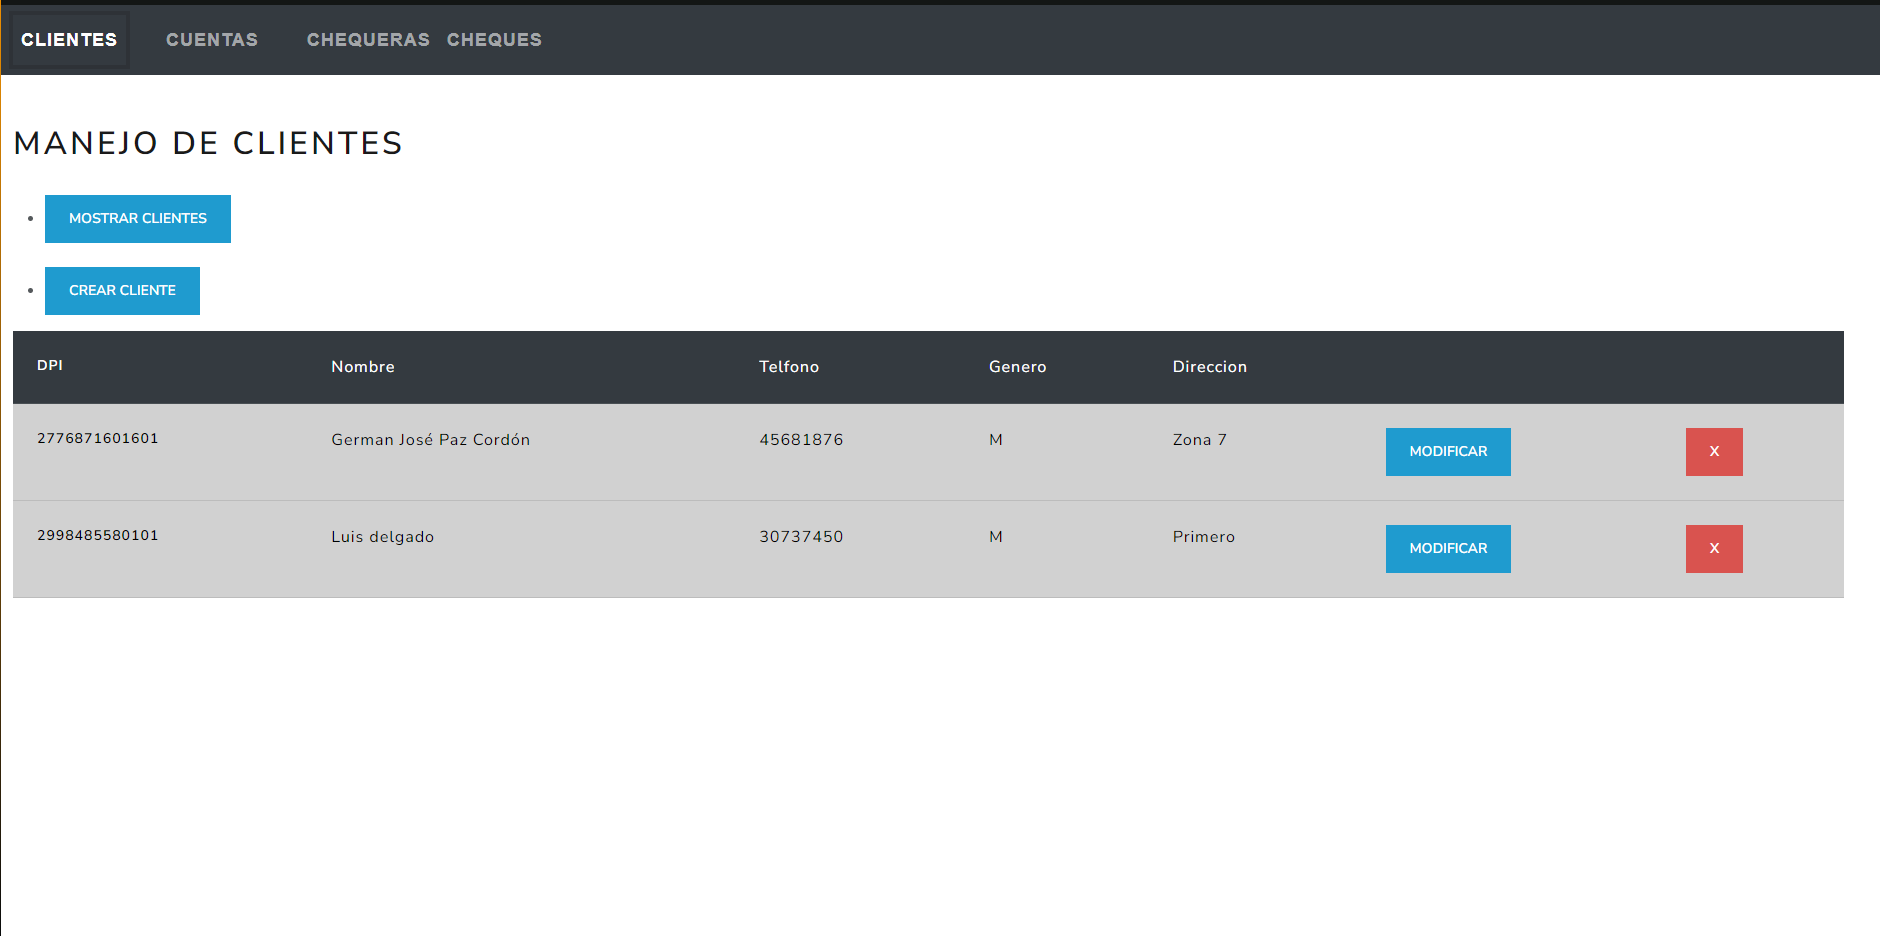 CLIENTES CUENTAS CHEQUERAS CHEQUES
MANEJO DE CLIENTES
MOSTRAR CLIENTES
CREAR CLIENTE
DPI Nombre Telfono Genero Direccion
2776871601601 German José Paz Cordón 45681876 M Zona 7 MODIFICAR X
2998485580101 Luis delgado 30737450 M Primero MODIFICAR X